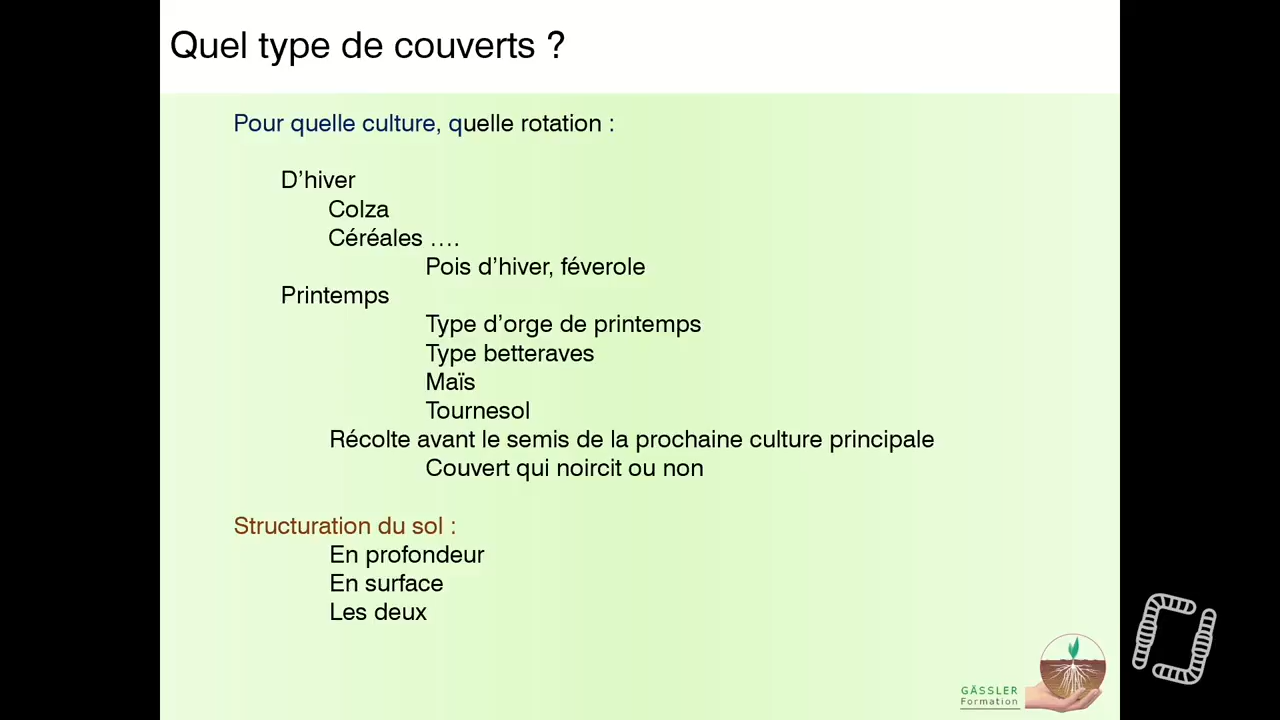 Quel type de couverts ?
Pour quelle culture, quelle rotation :
D’hiver
Colza
Céréales ….
Pois d’hiver, féverole
Printemps
Type d’orge de printemps
Type betteraves
Maïs
Tournesol
Récolte avant le semis de la prochaine culture principale
Couvert qui noircit ou non
Structuration du sol :
En profondeur
En surface
Les deux
GÄSSLER
Formation